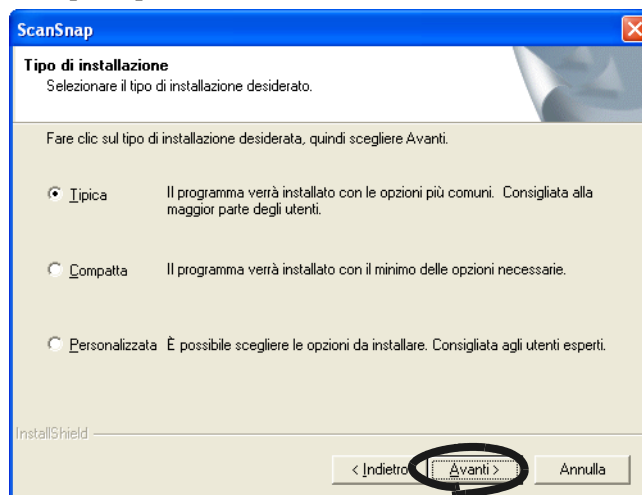 ScanSnap
Tipo di installazione
Selezionare il tipo di installazione desiderato.
Fare clic sul tipo di installazione desiderata, quindi scegliere Avanti.
Tipica Il programma verrà installato con le opzioni più comuni. Consigliata alla
maggior parte degli utenti.
Compatta Il programma verrà installato con il minimo delle opzioni necessarie.
Personalizzata È possibile scegliere le opzioni da installare. Consigliata agli utenti esperti.
InstallShield
< Indietro Avanti > Annulla